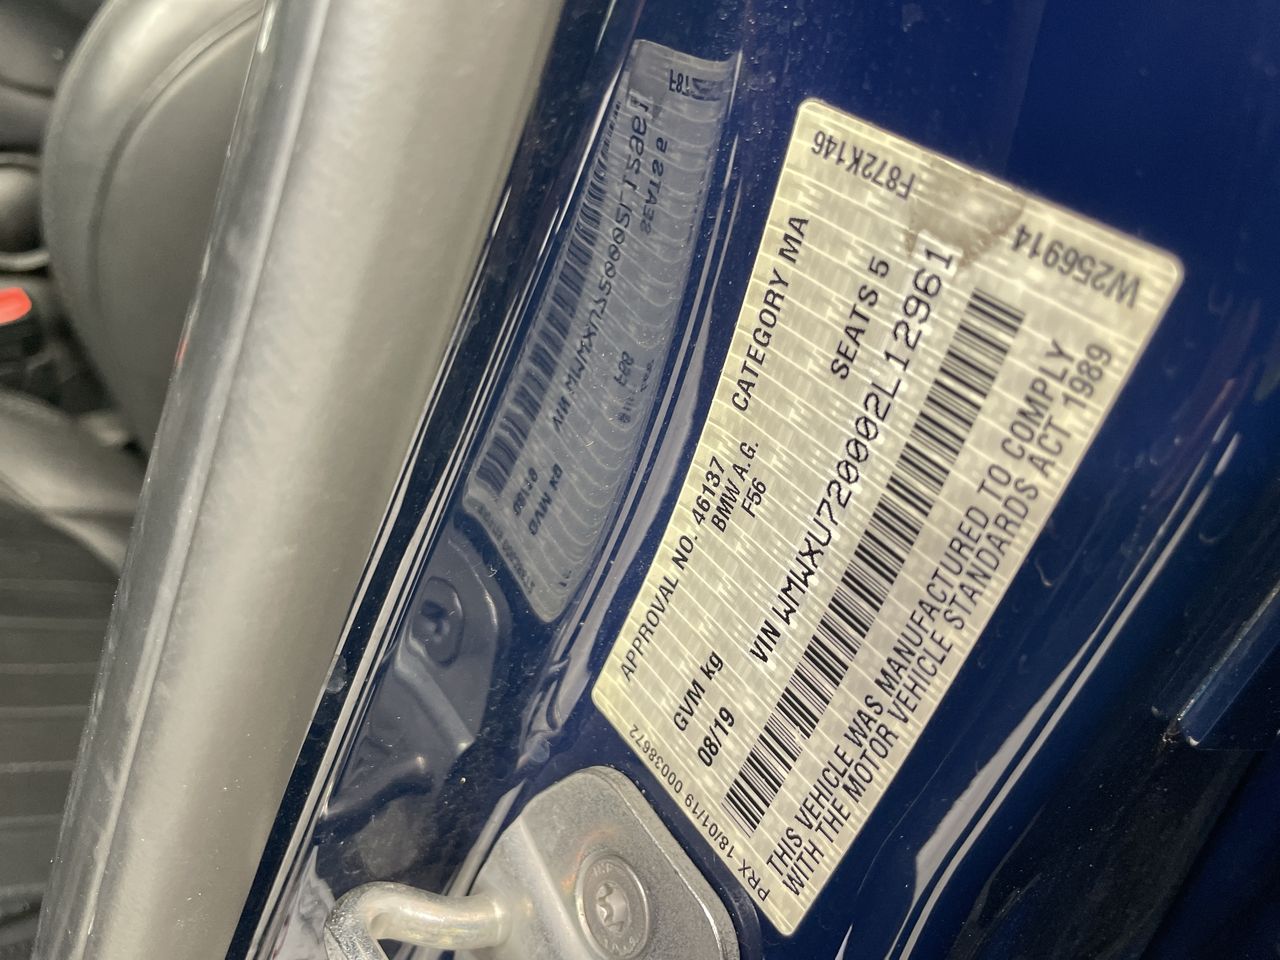 F872K146
W256914
APPROVAL NO. 46137 CATEGORY MA
BMW A.G.
F56
SEATS 5
GVM kg
08/19
VIN WMWXU720002L12961
THIS VEHICLE WAS MANUFACTURED TO COMPLY
WITH THE MOTOR VEHICLE STANDARDS ACT 1989
PRX 18/01/19 00038672